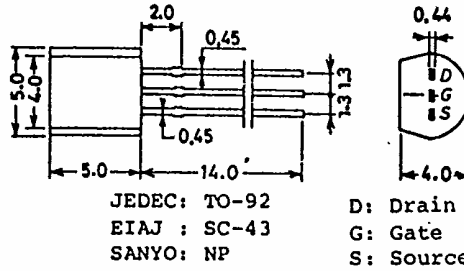 2.0
0.45
0.44
5.0
4.0
1.3
1.3
D
G
S
0.45
5.0
14.0
4.0
JEDEC: TO-92
EIAJ : SC-43
SANYO: NP
D: Drain
G: Gate
S: Source